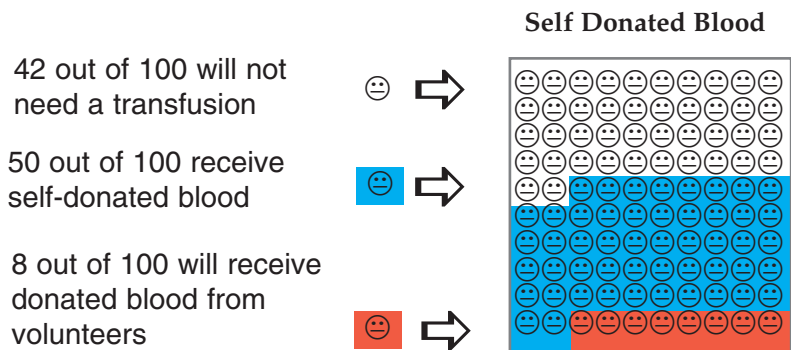 Self Donated Blood
42 out of 100 will not
need a transfusion
50 out of 100 receive
self-donated blood
8 out of 100 will receive
donated blood from
volunteers